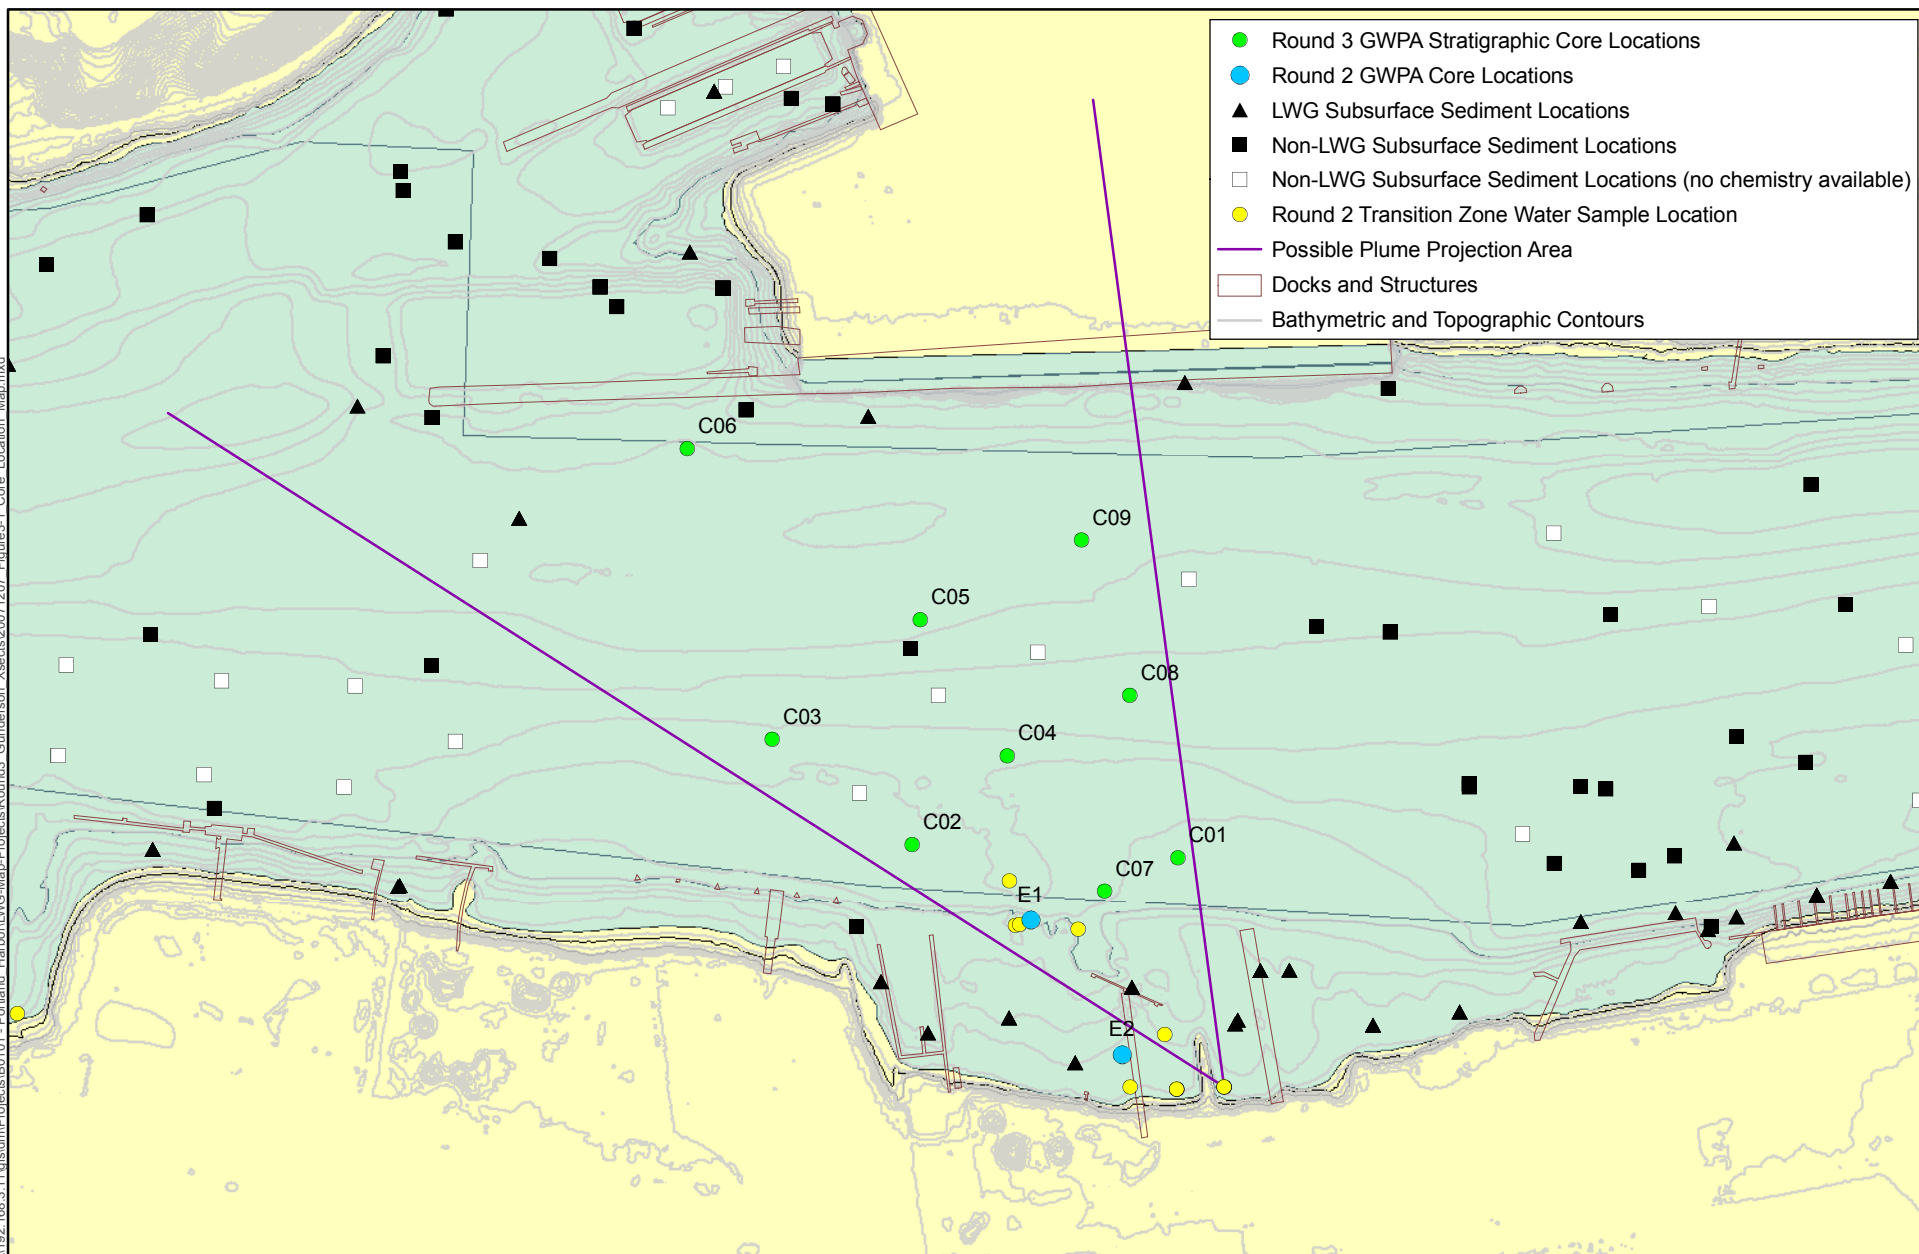 Round 3 GWPA Stratigraphic Core Locations
Round 2 GWPA Core Locations
LWG Subsurface Sediment Locations
Non-LWG Subsurface Sediment Locations
Non-LWG Subsurface Sediment Locations (no chemistry available)
Round 2 Transition Zone Water Sample Location
Possible Plume Projection Area
Docks and Structures
Bathymetric and Topographic Contours
C06
C09
C05
C08
C03
C04
C02
C01
C07
E1
E2